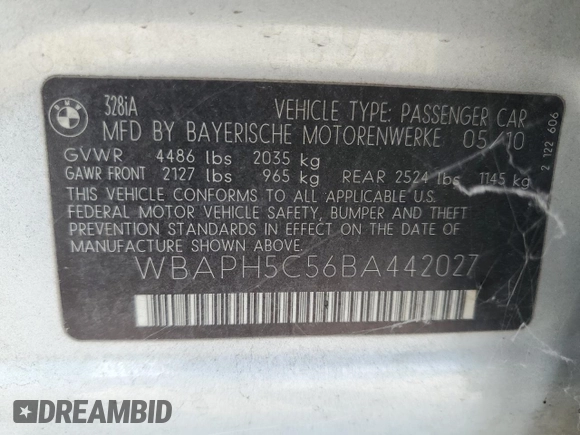 BMW
328iA
VEHICLE TYPE: PASSENGER CAR
MFD BY BAYERISCHE MOTORENWERKE 05/10
GVWR 4486 lbs 2035 kg
GAWR FRONT 2127 lbs 965 kg REAR 2524 lbs 1145 kg
THIS VEHICLE CONFORMS TO ALL APPLICABLE U.S.
FEDERAL MOTOR VEHICLE SAFETY, BUMPER AND THEFT
PREVENTION STANDARDS IN EFFECT ON THE DATE OF
MANUFACTURE SHOWN ABOVE.
WBAPH5C56BA442027
2 122 606
DREAMBID